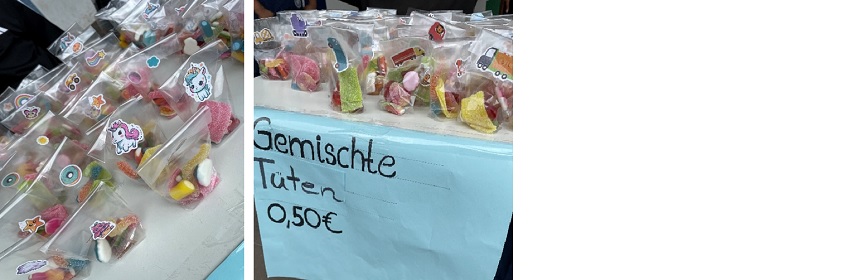 Gemischte
Tüten
0,50€